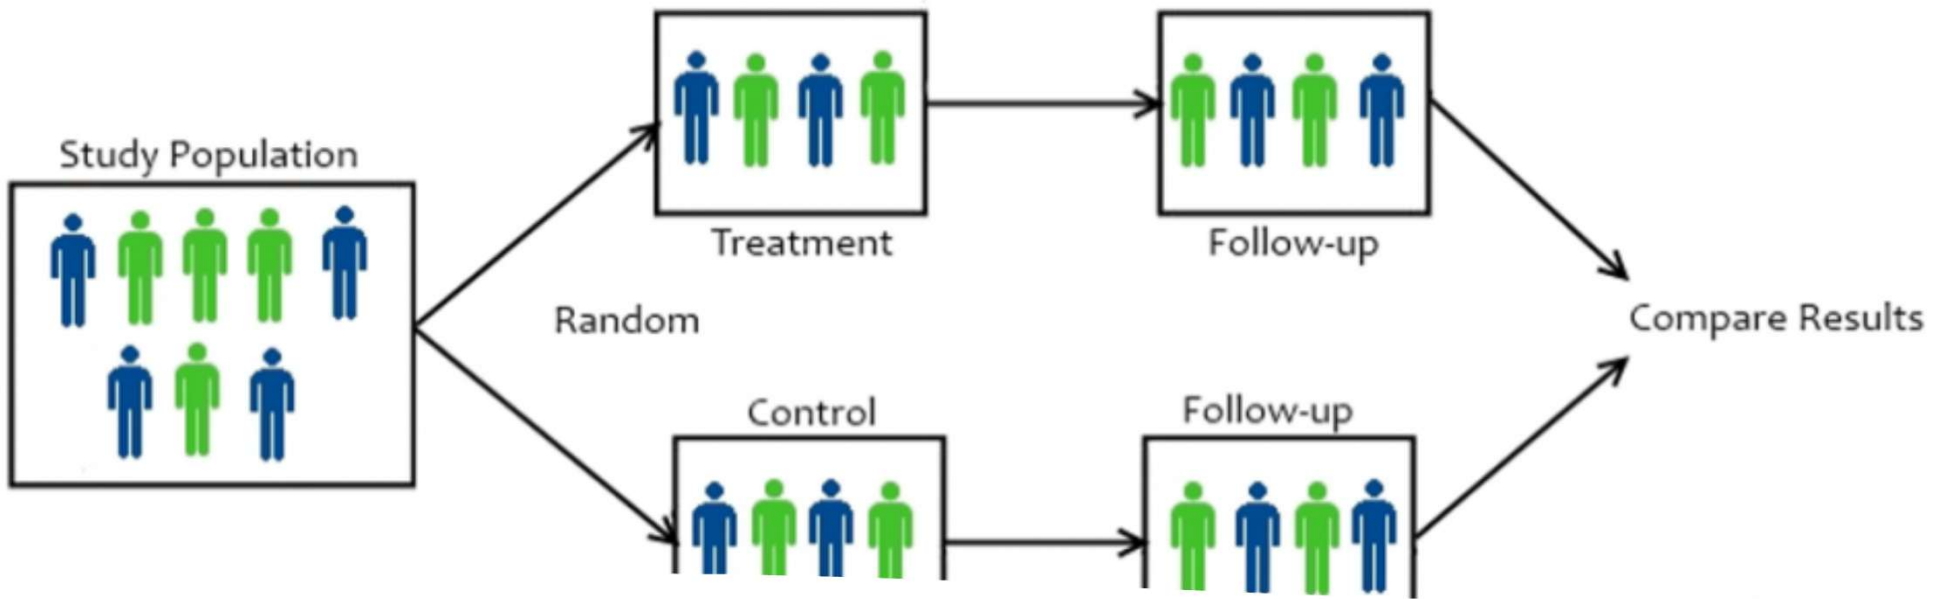 Study Population
Treatment
Follow-up
Random
Compare Results
Control
Follow-up